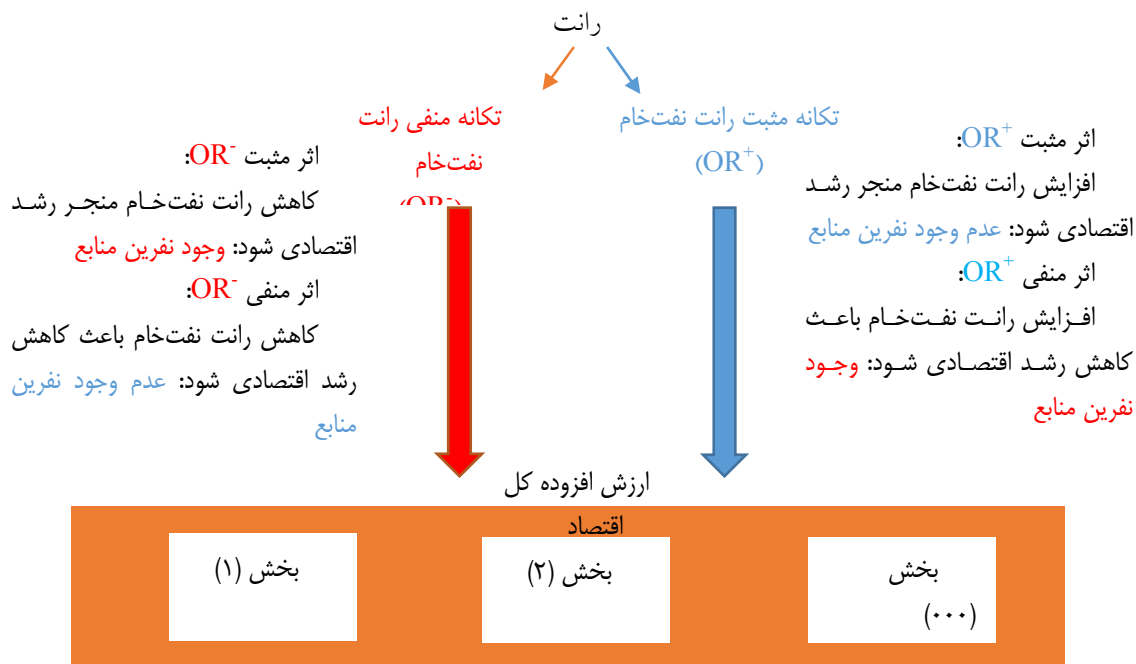 رانت
تکانه مثبت رانت نفت‌خام
(OR+)
تکانه منفی رانت
نفت‌خام
(OR-)
اثر مثبت OR+:
افزایش رانت نفت‌خام منجر رشد
اقتصادی شود: عدم وجود نفرین منابع
اثر منفی OR+:
افزایش رانت نفت‌خام باعث
کاهش رشد اقتصادی شود: وجود
نفرین منابع
اثر مثبت OR-:
کاهش رانت نفت‌خام منجر رشد
اقتصادی شود: وجود نفرین منابع
اثر منفی OR-:
کاهش رانت نفت‌خام باعث کاهش
رشد اقتصادی شود: عدم وجود نفرین
منابع
ارزش افزوده کل
اقتصاد
بخش
(۰۰۰)
بخش (۲)
بخش (۱)